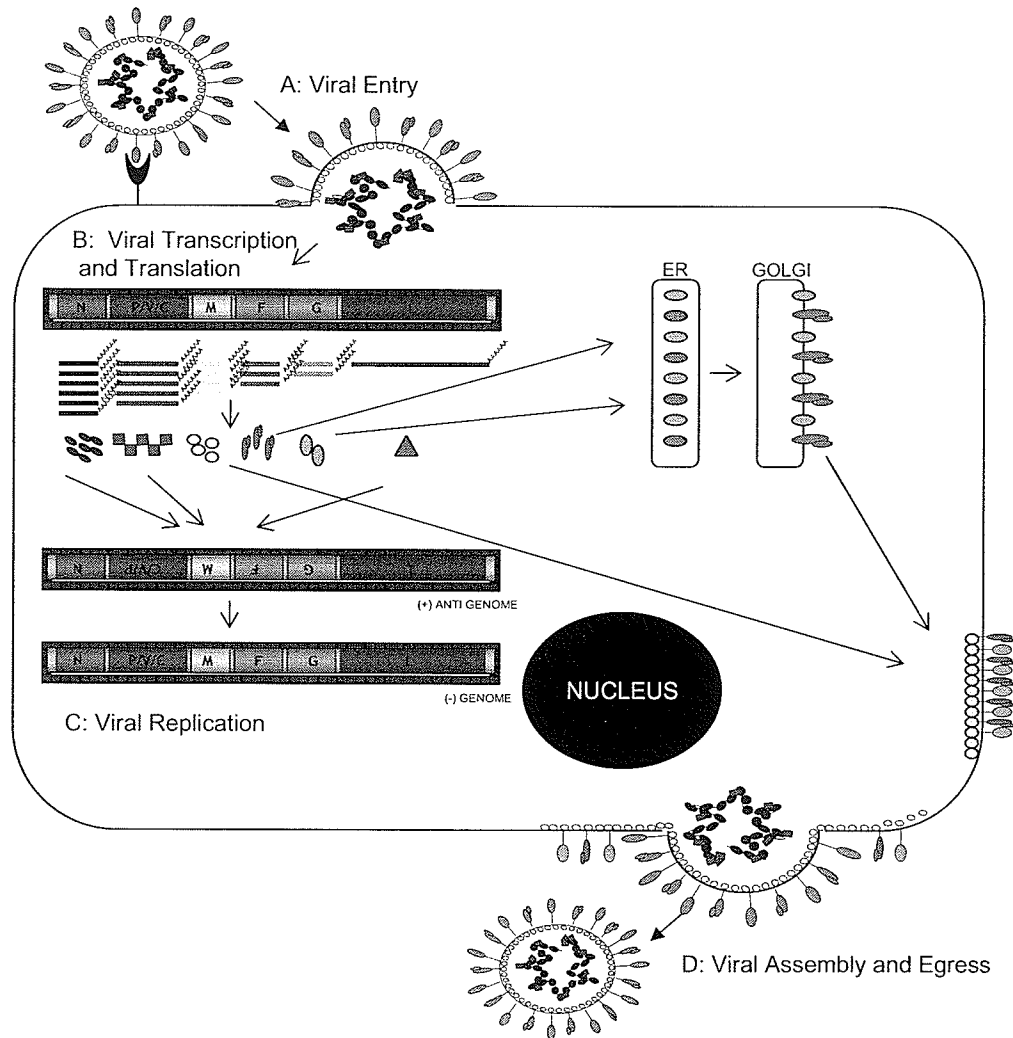 A: Viral Entry
B: Viral Transcription
and Translation
ER
GOLGI
N
P/V/C
M
F
G
N
P/V/C
M
F
G
L
(+) ANTI GENOME
N
P/V/C
M
F
G
L
(-) GENOME
NUCLEUS
C: Viral Replication
D: Viral Assembly and Egress